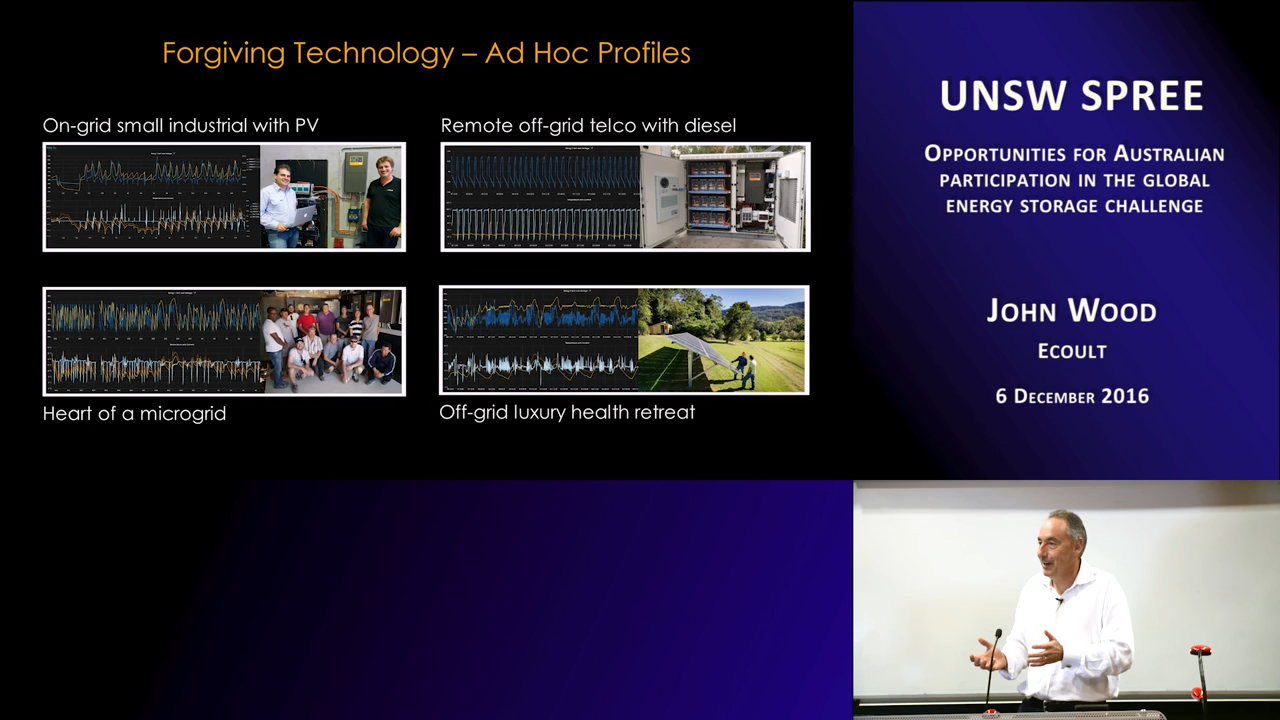 Forgiving Technology – Ad Hoc Profiles
On-grid small industrial with PV
Remote off-grid telco with diesel
Heart of a microgrid
Off-grid luxury health retreat
UNSW SPREE
Opportunities for Australian
participation in the global
energy storage challenge
John Wood
Ecoult
6 December 2016